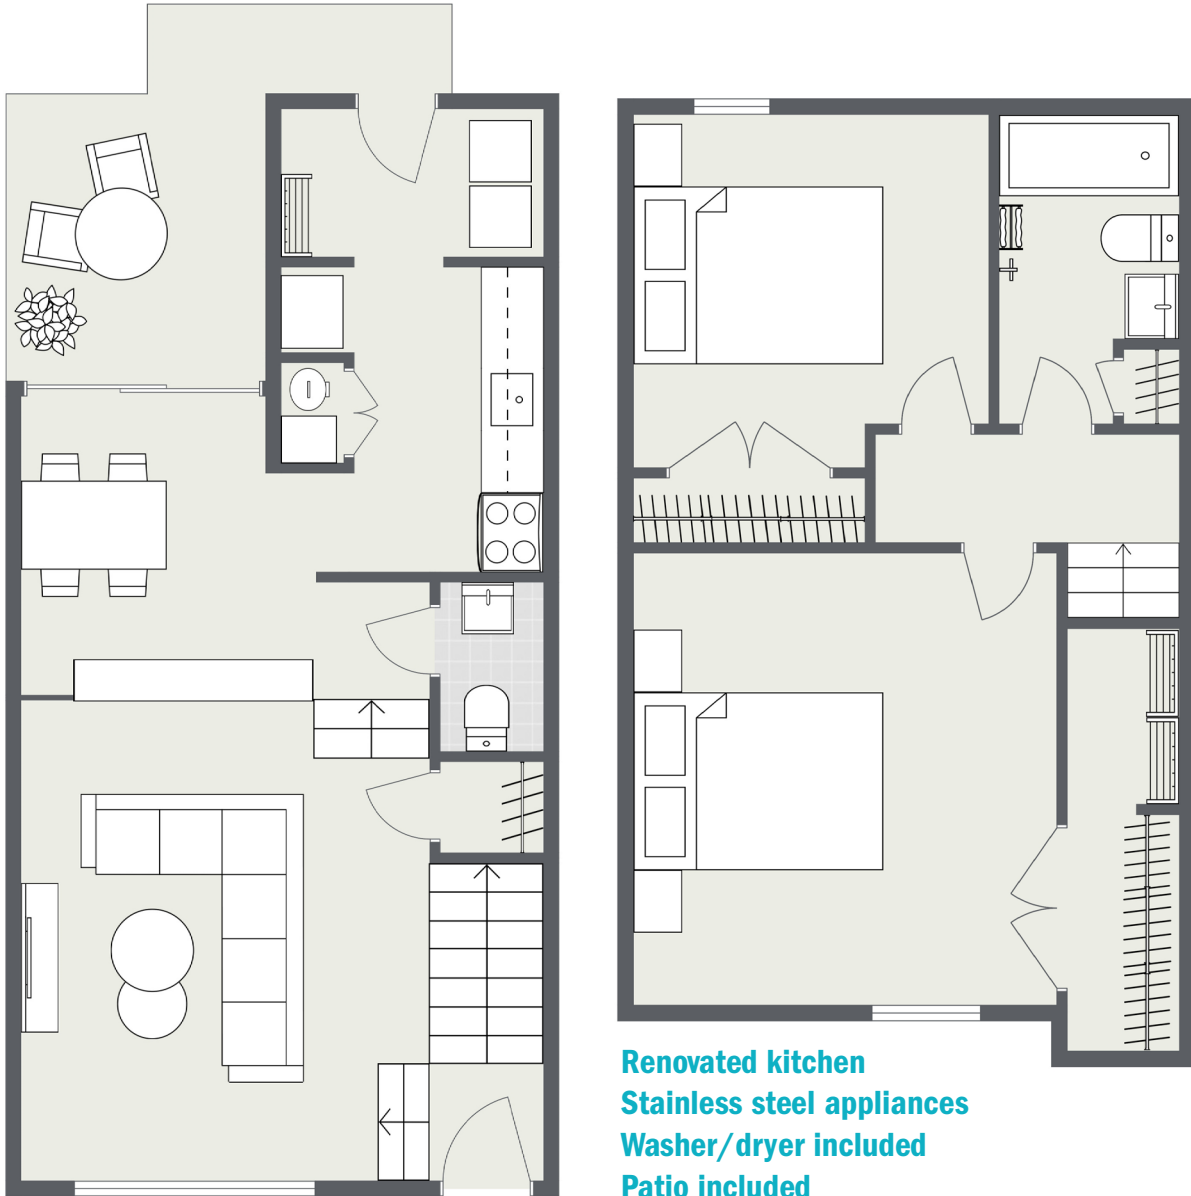 Renovated kitchen
Stainless steel appliances
Washer/dryer included
Patio included